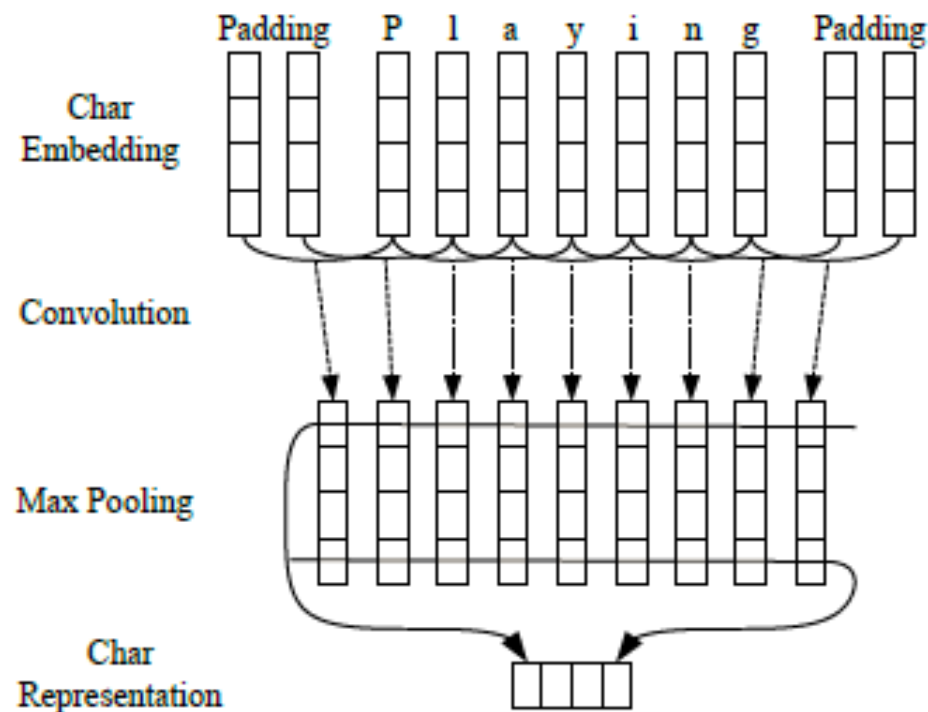 Padding P l a y i n g Padding
Char
Embedding
Convolution
Max Pooling
Char
Representation